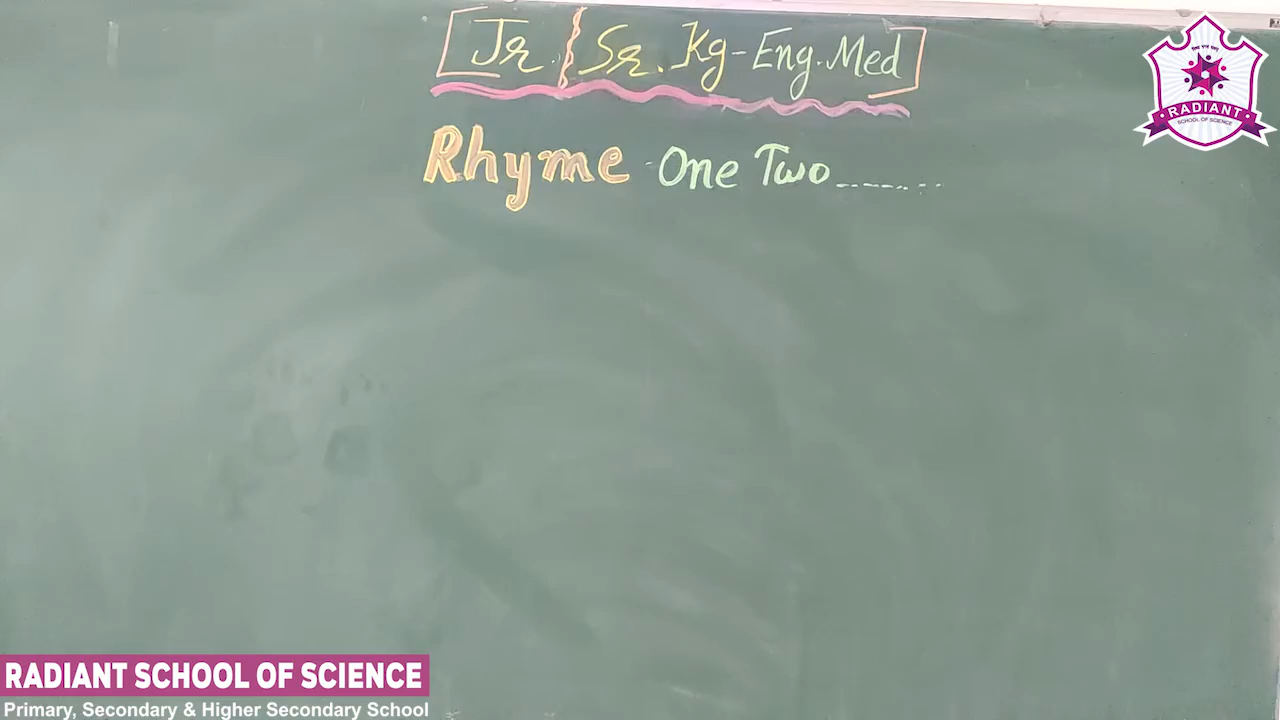 [Jr. Sr. Kg-Eng.Med]
Rhyme - One Two ........
RADIANT
SCHOOL OF SCIENCE
RADIANT SCHOOL OF SCIENCE
Primary, Secondary & Higher Secondary School